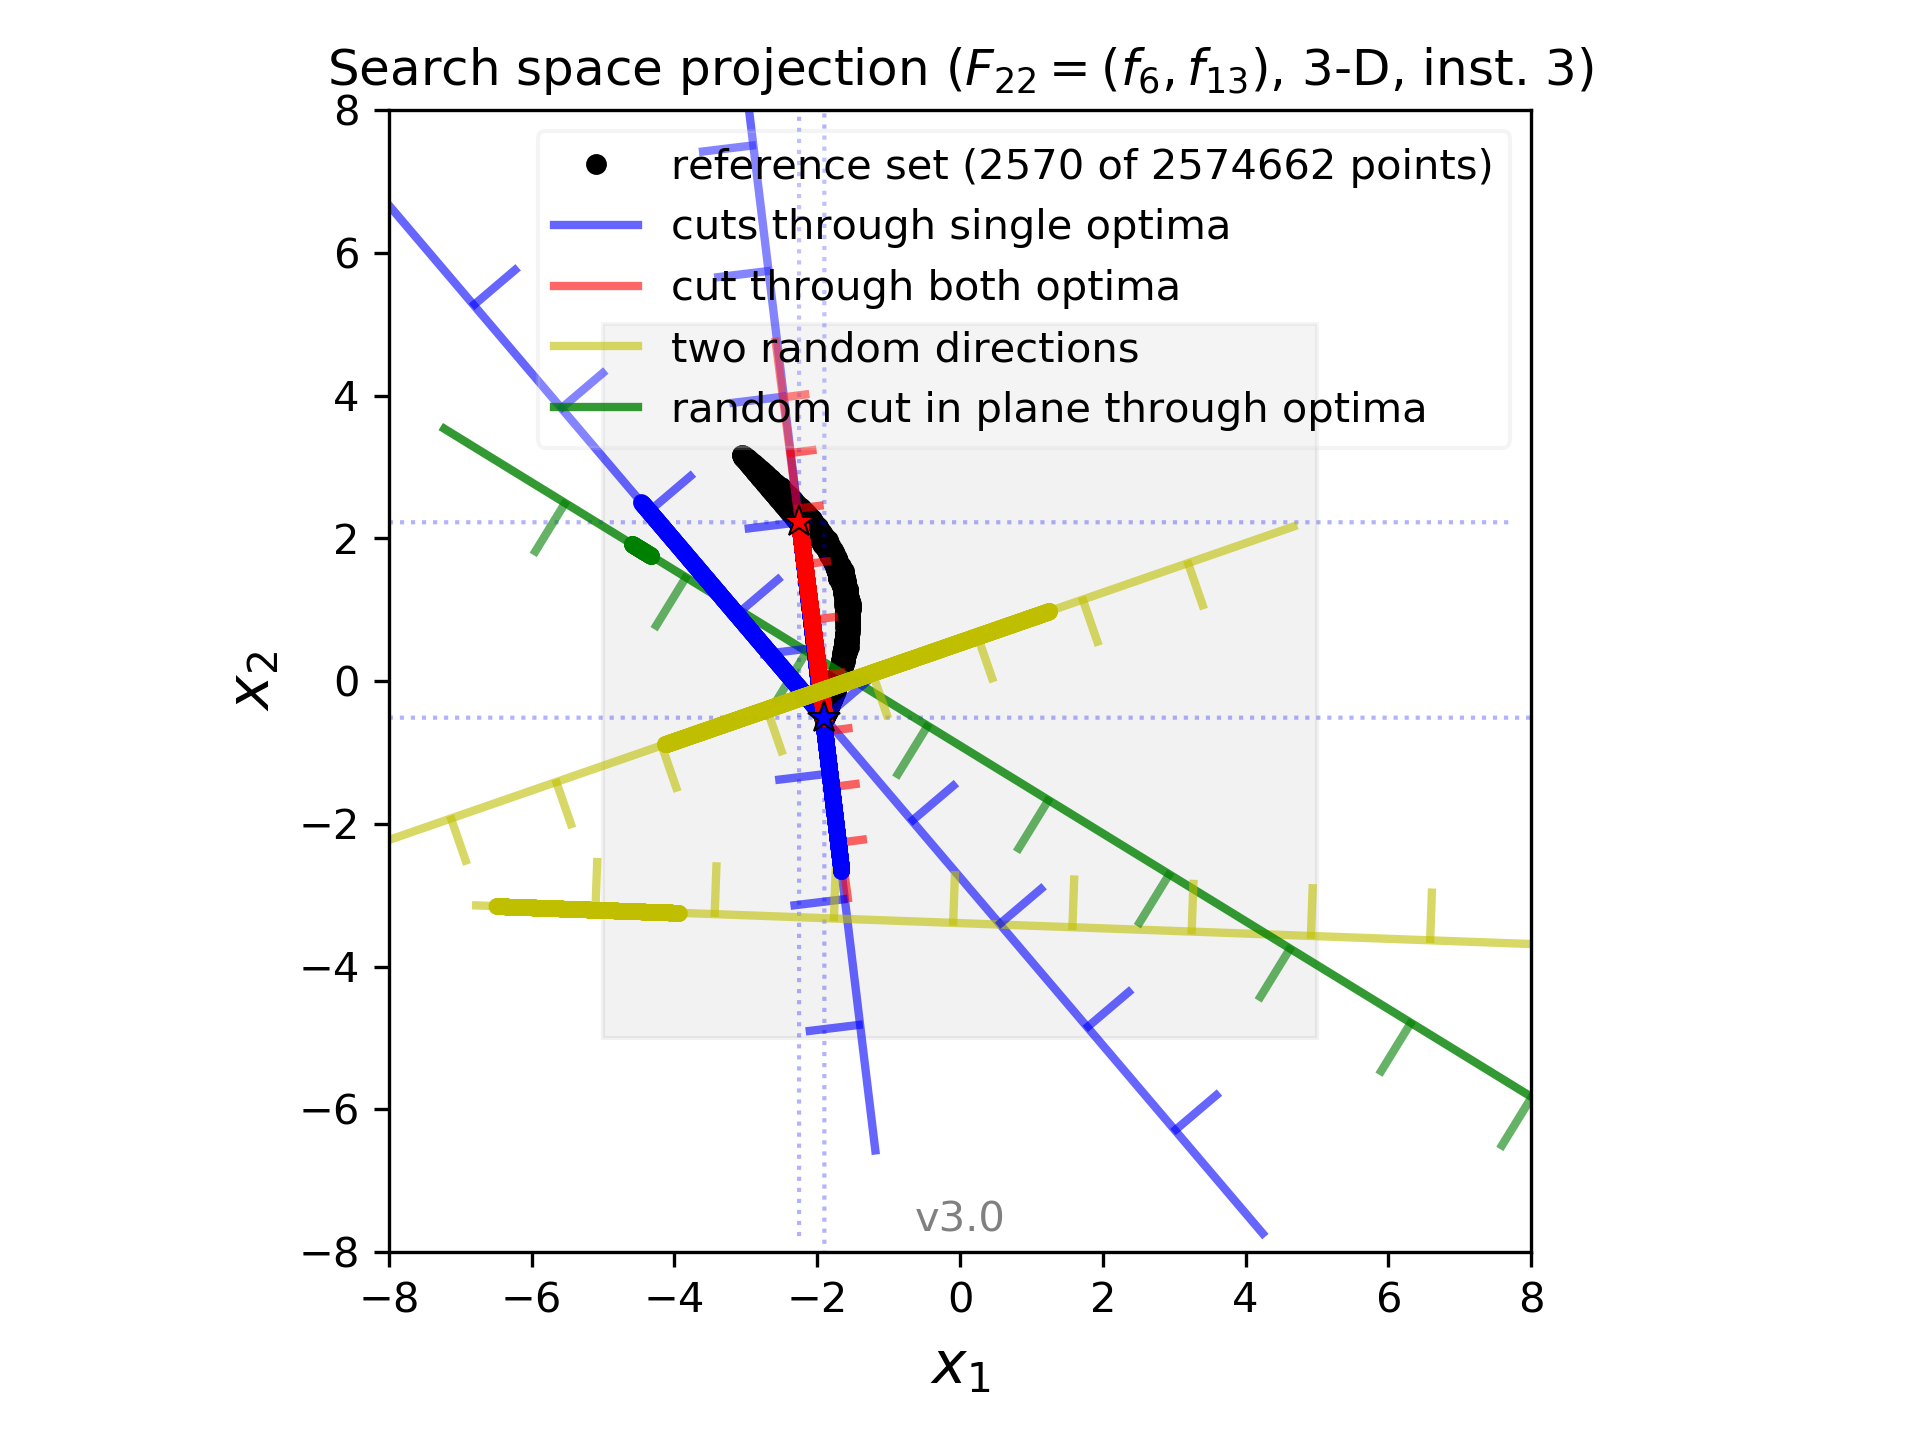 Search space projection (F₂₂ = (f₆, f₁₃), 3-D, inst. 3)
reference set (2570 of 2574662 points)
cuts through single optima
cut through both optima
two random directions
random cut in plane through optima
8
6
4
2
0
−2
−4
−6
−8
x₂
v3.0
−8 −6 −4 −2 0 2 4 6 8
x₁